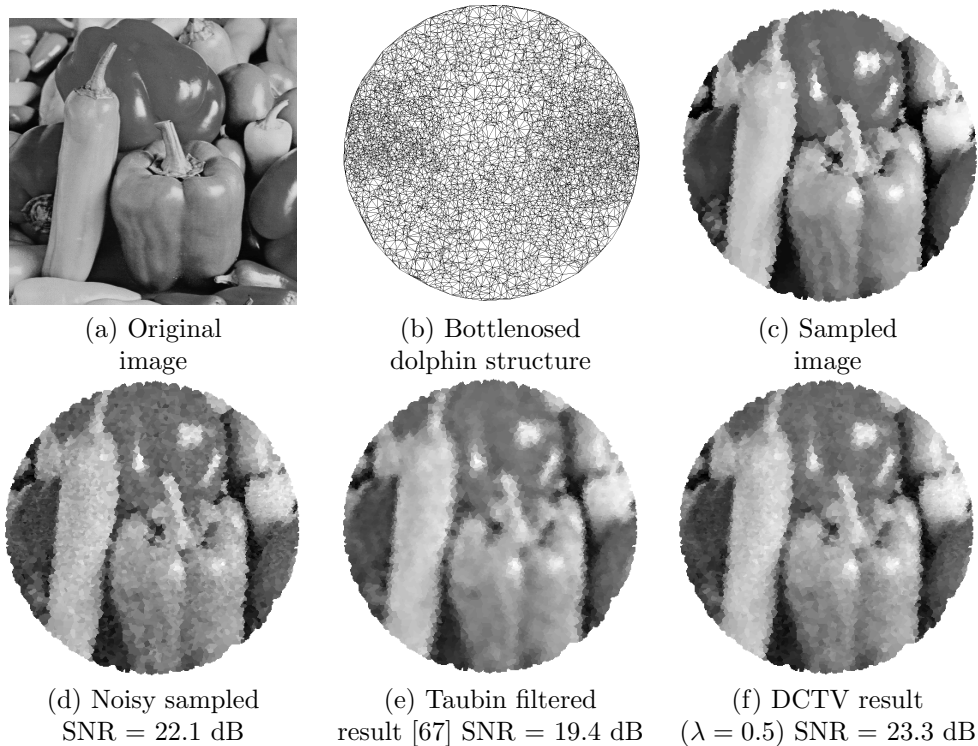 (a) Original
image
(b) Bottlenosed
dolphin structure
(c) Sampled
image
(d) Noisy sampled
SNR = 22.1 dB
(e) Taubin filtered
result [67] SNR = 19.4 dB
(f) DCTV result
(λ = 0.5) SNR = 23.3 dB